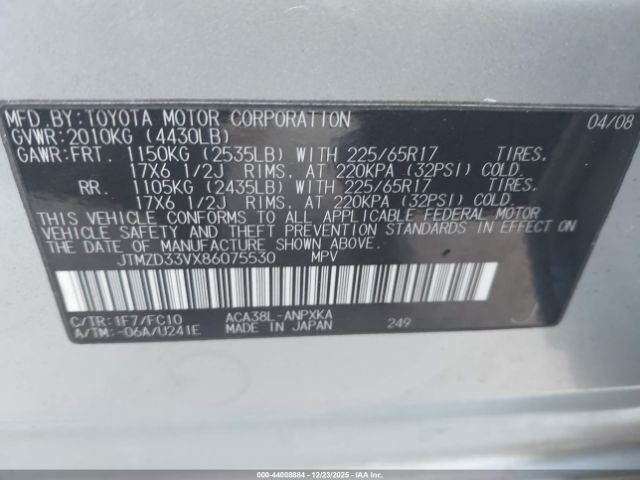 MFD.BY:TOYOTA MOTOR CORPORATION 04/08
GVWR:2010KG (4430LB)
GAWR:FRT. 1150KG (2535LB) WITH 225/65R17 TIRES.
17X6 1/2J RIMS. AT 220KPA (32PSI) COLD.
RR. 1105KG (2435LB) WITH 225/65R17 TIRES.
17X6 1/2J RIMS. AT 220KPA (32PSI) COLD.
THIS VEHICLE CONFORMS TO ALL APPLICABLE FEDERAL MOTOR
VEHICLE SAFETY AND THEFT PREVENTION STANDARDS IN EFFECT ON
THE DATE OF MANUFACTURE SHOWN ABOVE.
JTMZD33VX86075530 MPV
C/TR:1F7/FC10 ACA38L-ANPXKA J
A/TM:-06A/U241E MADE IN JAPAN 249
000-44008884 | 12/23/2025 - IAA Inc.